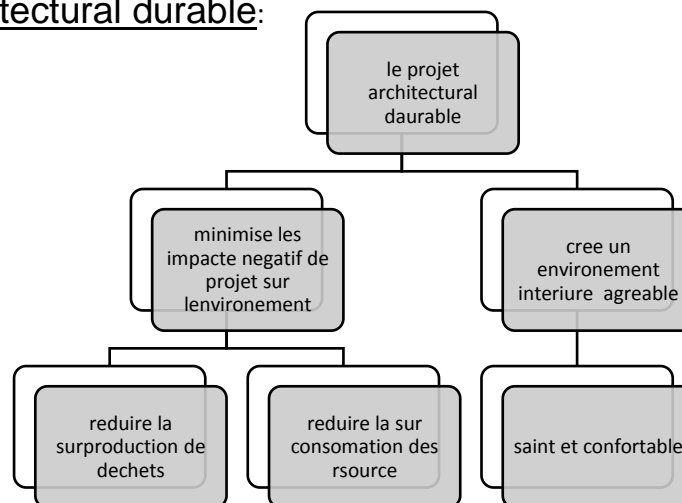 tectural durable:
le projet
architectural
daurable
minimise les
impacte negatif de
projet sur
lenvironement
cree un
environement
interiure agreable
reduire la
surproduction de
dechets
reduire la sur
consomation des
rsource
saint et confortable